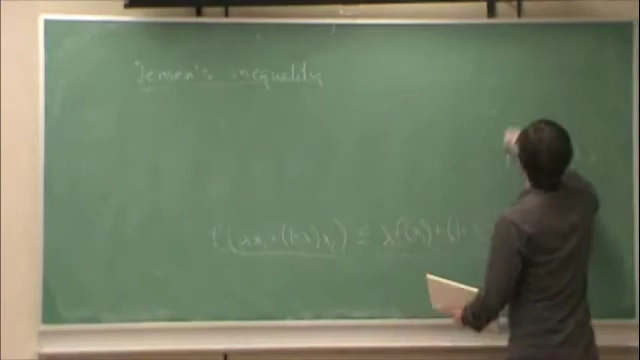 Jensen's inequality
f(λx₁+(1-λ)x₂) ≤ λf(x₁)+(1-